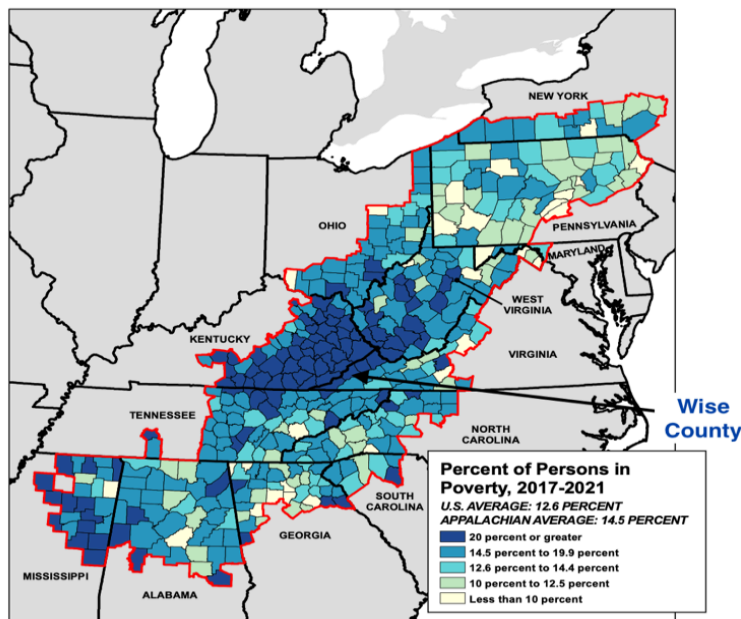 NEW YORK
OHIO
PENNSYLVANIA
MARYLAND
WEST
VIRGINIA
KENTUCKY
VIRGINIA
Wise
County
TENNESSEE
NORTH
CAROLINA
SOUTH
CAROLINA
GEORGIA
MISSISSIPPI
ALABAMA
Percent of Persons in
Poverty, 2017-2021
U.S. AVERAGE: 12.6 PERCENT
APPALACHIAN AVERAGE: 14.5 PERCENT
20 percent or greater
14.5 percent to 19.9 percent
12.6 percent to 14.4 percent
10 percent to 12.5 percent
Less than 10 percent